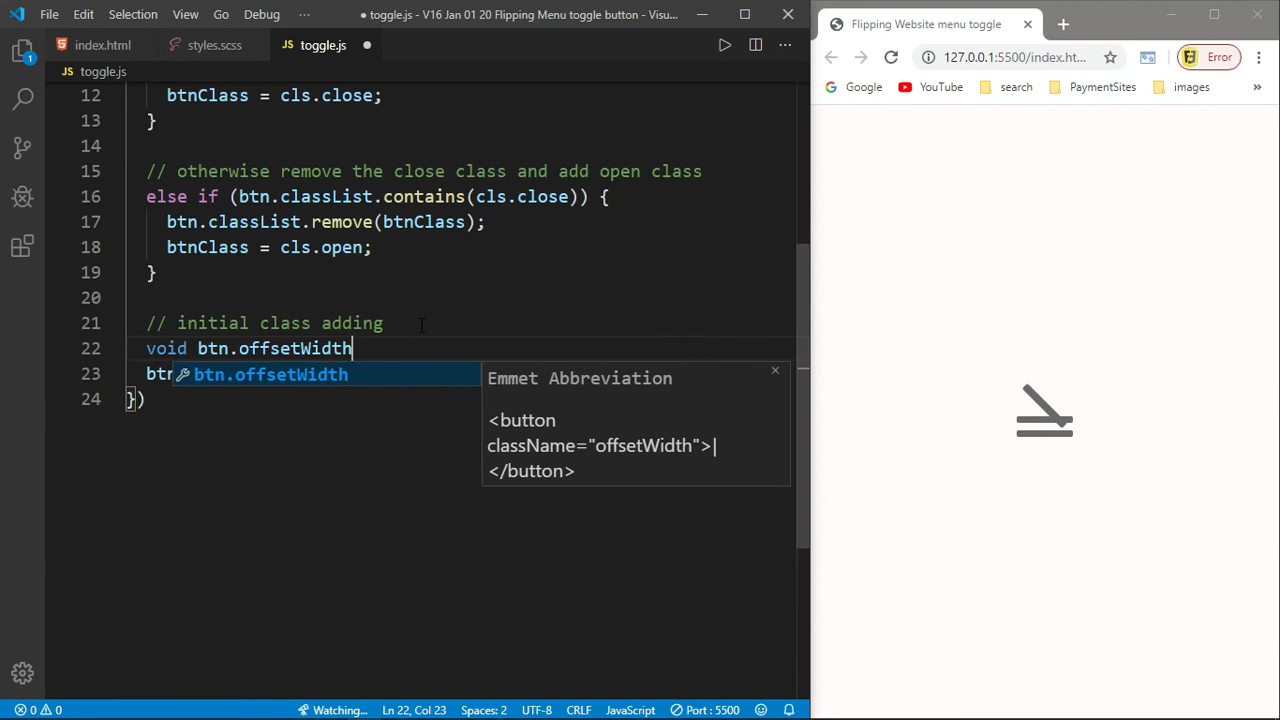 File Edit Selection View Go Debug ··· ● toggle.js - V16 Jan 01 20 Flipping Menu toggle button - Visu...
index.html styles.scss JS toggle.js
JS toggle.js
12 btnClass = cls.close;
13 }
14
15 // otherwise remove the close class and add open class
16 else if (btn.classList.contains(cls.close)) {
17 btn.classList.remove(btnClass);
18 btnClass = cls.open;
19 }
20
21 // initial class adding
22 void btn.offsetWidth
23 btn
btn.offsetWidth
24 })
Emmet Abbreviation
<button
className="offsetWidth">|
</button>
1
0 0 Watching... Ln 22, Col 23 Spaces: 2 UTF-8 CRLF JavaScript Port : 5500
Flipping Website menu toggle
127.0.0.1:5500/index.ht... Error
Google YouTube search PaymentSites images »